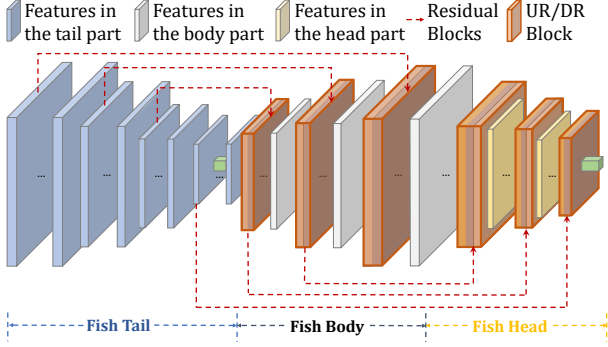 Features in the tail part
Features in the body part
Features in the head part
Residual Blocks
UR/DR Block
... ... ... ... ... ... ... ... ... ... ... ... ... ...
Fish Tail
Fish Body
Fish Head